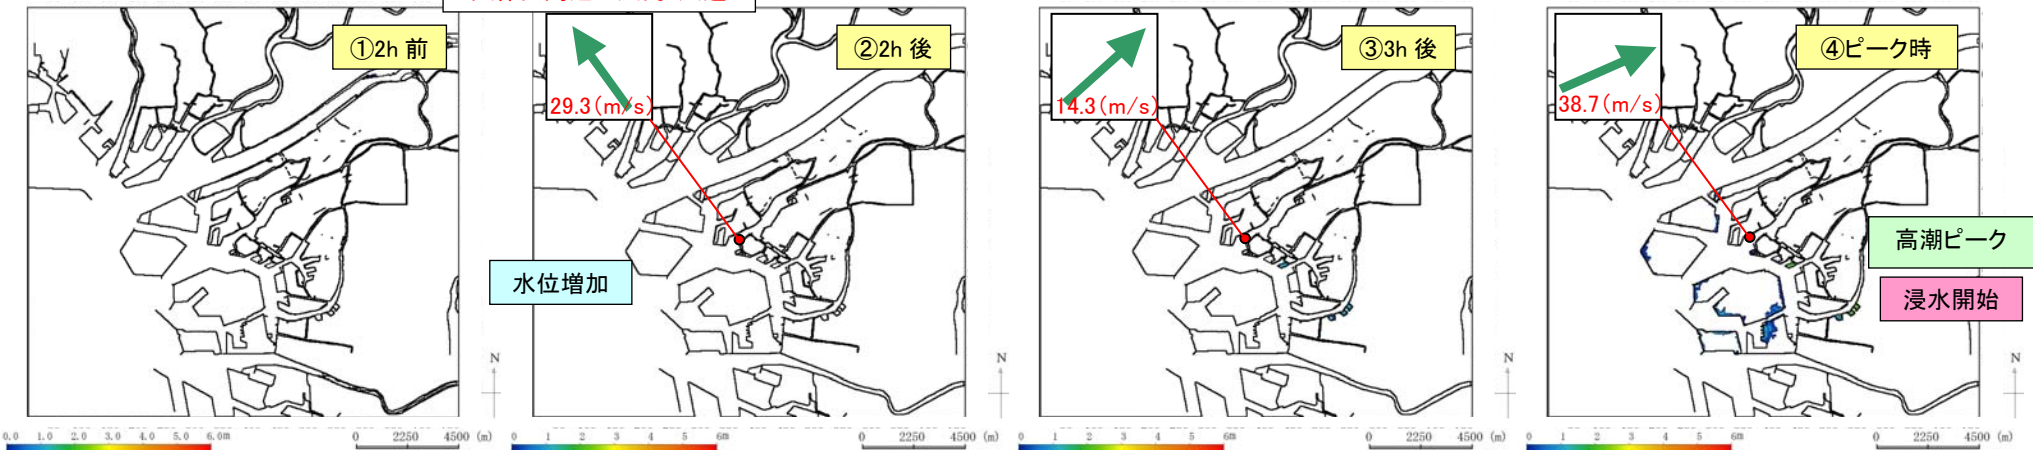 ①2h 前
②2h 後
③3h 後
④ピーク時
29.3(m/s)
14.3(m/s)
38.7(m/s)
水位増加
高潮ピーク
浸水開始
N
N
N
N
0.0 1.0 2.0 3.0 4.0 5.0 6.0m
0 2250 4500 (m)
0 1 2 3 4 5 6m
0 2250 4500 (m)
0 1 2 3 4 5 6m
0 2250 4500 (m)
0 1 2 3 4 5 6m
0 2250 4500 (m)